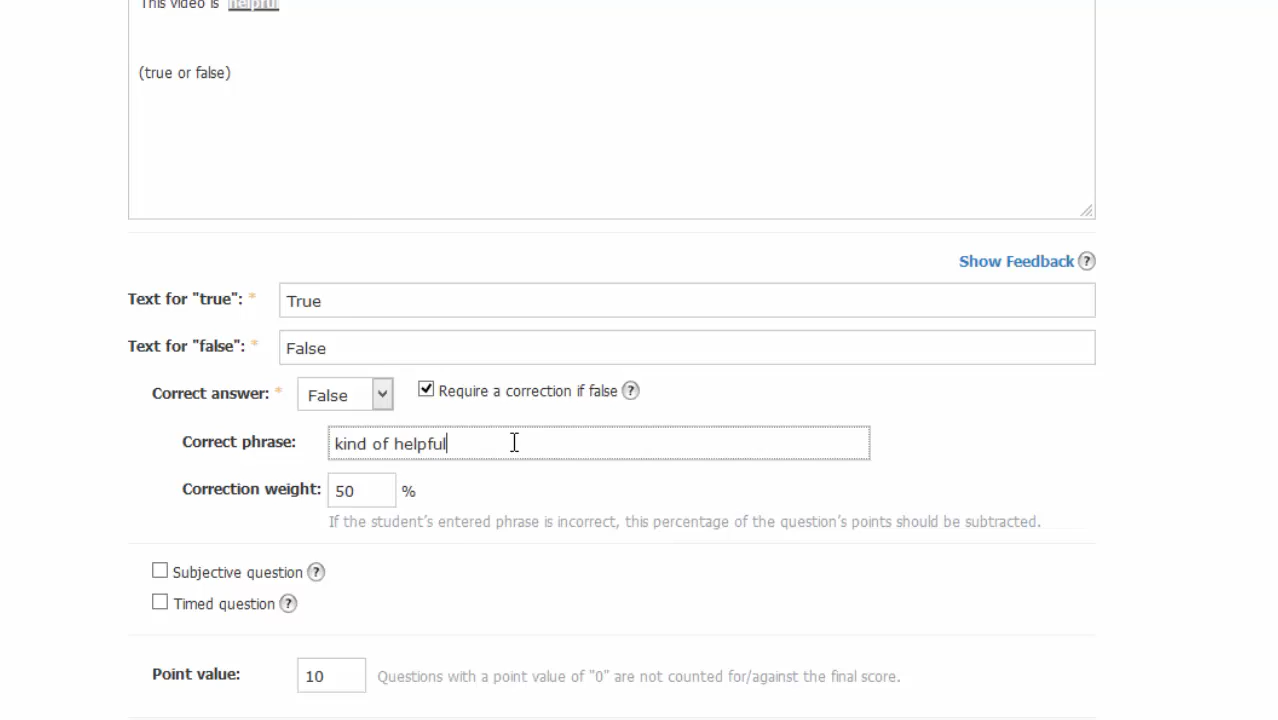 This video is helpful
(true or false)
Show Feedback ?
Text for "true": * True
Text for "false": * False
Correct answer: * False Require a correction if false ?
Correct phrase: kind of helpful
Correction weight: 50 %
If the student's entered phrase is incorrect, this percentage of the question's points should be subtracted.
Subjective question ?
Timed question ?
Point value: 10 Questions with a point value of "0" are not counted for/against the final score.